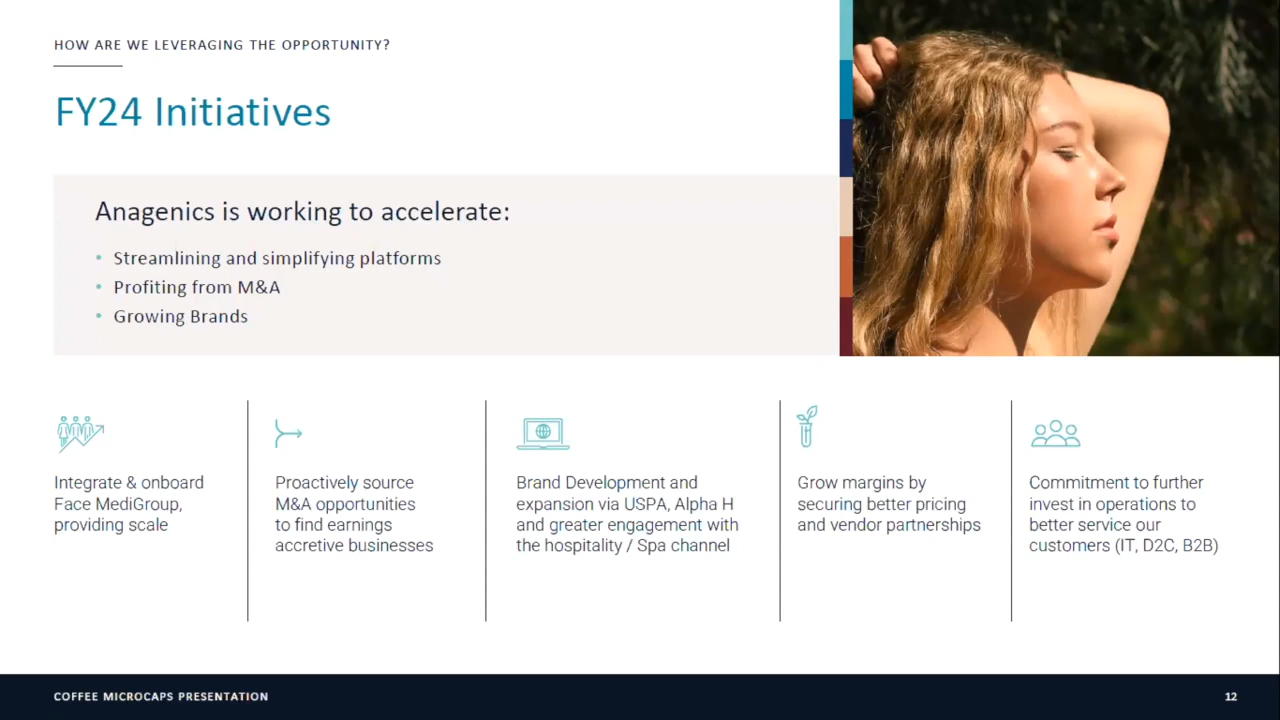 HOW ARE WE LEVERAGING THE OPPORTUNITY?
FY24 Initiatives
Anagenics is working to accelerate:
• Streamlining and simplifying platforms
• Profiting from M&A
• Growing Brands
Integrate & onboard
Face MediGroup,
providing scale
Proactively source
M&A opportunities
to find earnings
accretive businesses
Brand Development and
expansion via USPA, Alpha H
and greater engagement with
the hospitality / Spa channel
Grow margins by
securing better pricing
and vendor partnerships
Commitment to further
invest in operations to
better service our
customers (IT, D2C, B2B)
COFFEE MICROCAPS PRESENTATION
12